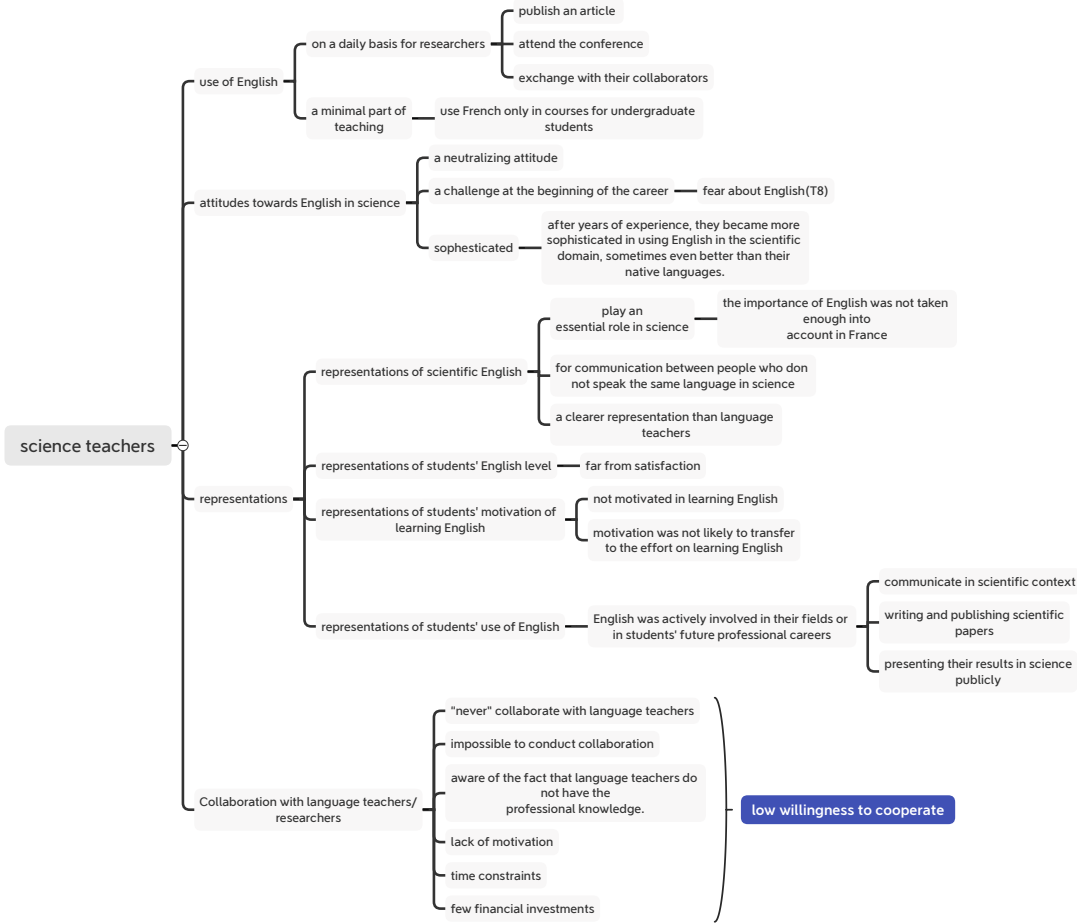 science teachers
use of English
on a daily basis for researchers
publish an article
attend the conference
exchange with their collaborators
a minimal part of
teaching
use French only in courses for undergraduate
students
attitudes towards English in science
a neutralizing attitude
a challenge at the beginning of the career
fear about English(T8)
sophesticated
after years of experience, they became more
sophisticated in using English in the scientific
domain, sometimes even better than their
native languages.
representations
representations of scientific English
play an
essential role in science
the importance of English was not taken
enough into
account in France
for communication between people who don
not speak the same language in science
a clearer representation than language
teachers
representations of students' English level
far from satisfaction
representations of students' motivation of
learning English
not motivated in learning English
motivation was not likely to transfer
to the effort on learning English
representations of students' use of English
English was actively involved in their fields or
in students' future professional careers
communicate in scientific context
writing and publishing scientific
papers
presenting their results in science
publicly
Collaboration with language teachers/
researchers
"never" collaborate with language teachers
impossible to conduct collaboration
aware of the fact that language teachers do
not have the
professional knowledge.
lack of motivation
time constraints
few financial investments
low willingness to cooperate